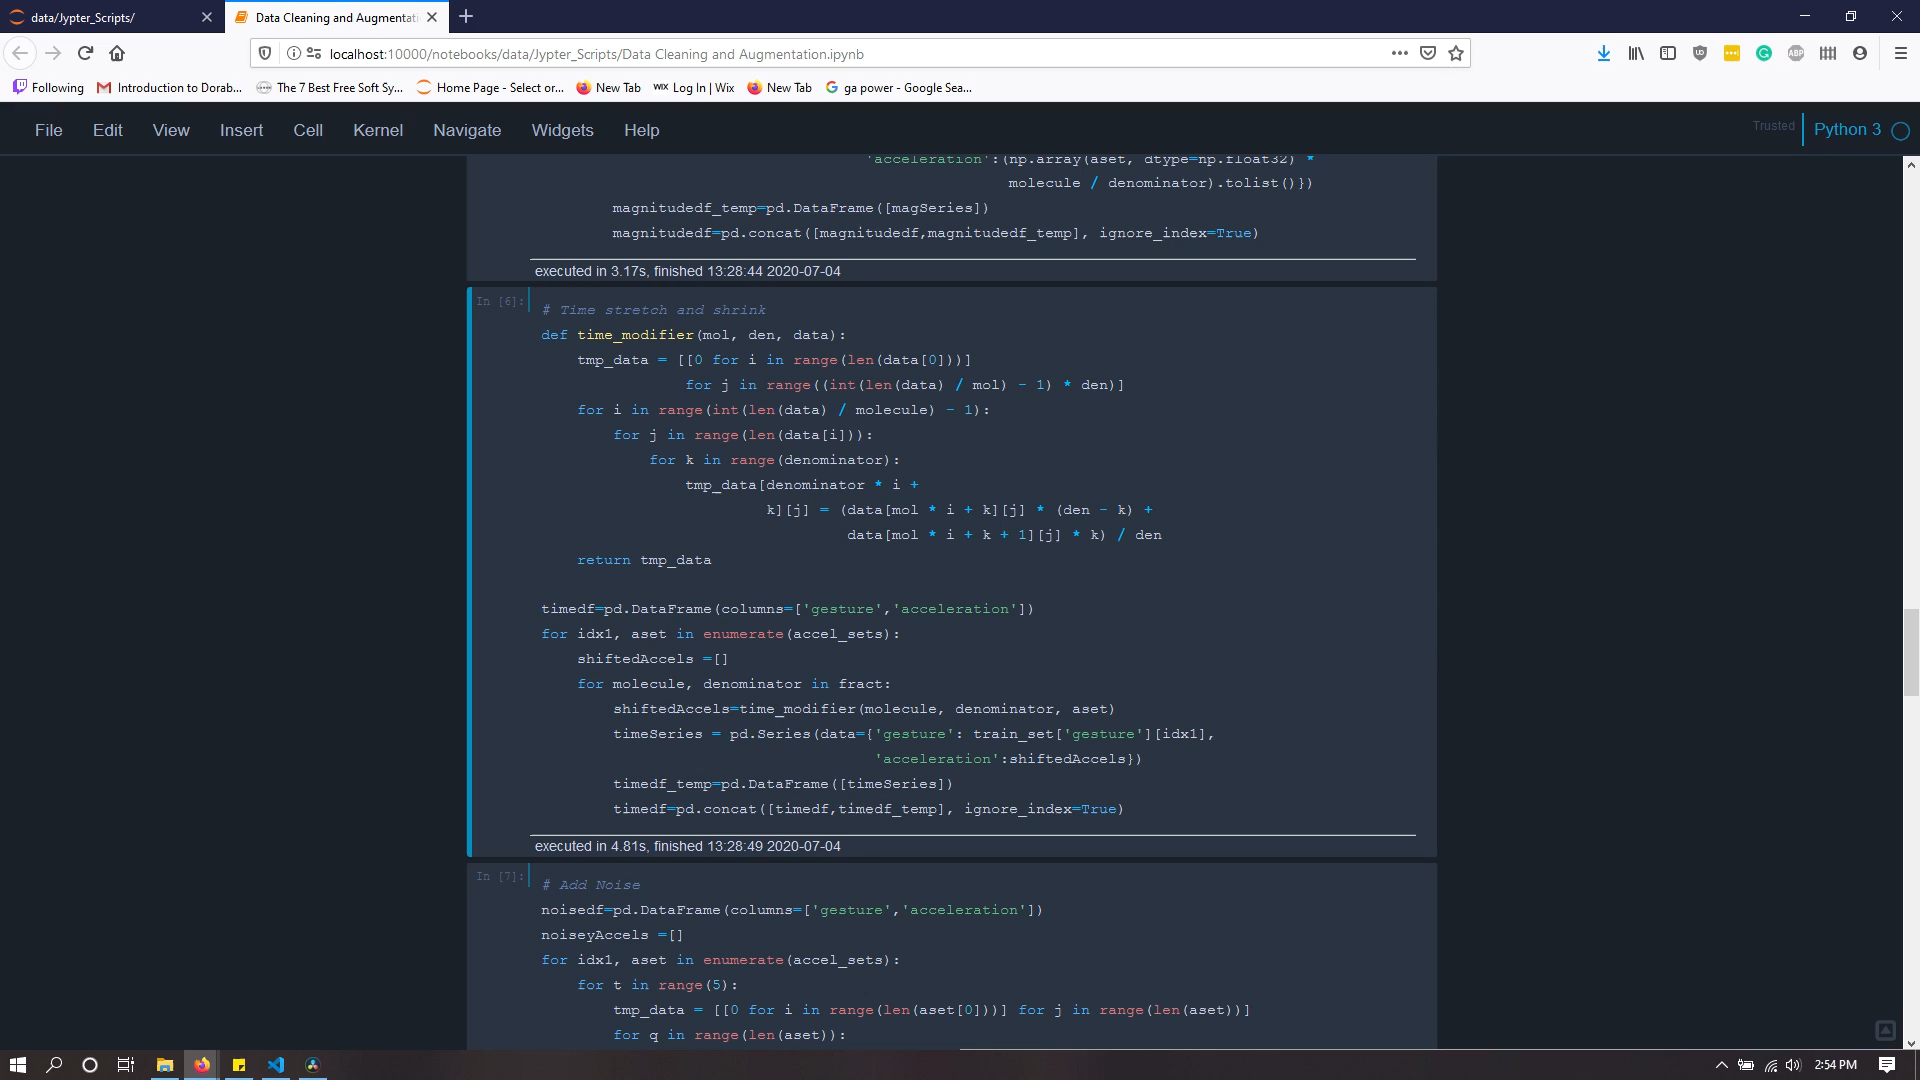 data/Jypter_Scripts/
Data Cleaning and Augmentati
localhost:10000/notebooks/data/Jypter_Scripts/Data Cleaning and Augmentation.ipynb
Following
Introduction to Dorab...
The 7 Best Free Soft Sy...
Home Page - Select or...
New Tab
WIX Log In | Wix
New Tab
ga power - Google Sea...
File Edit View Insert Cell Kernel Navigate Widgets Help
Trusted
Python 3
'acceleration':(np.array(aset, dtype=np.float32) *
molecule / denominator).tolist()})
magnitudedf_temp=pd.DataFrame([magSeries])
magnitudedf=pd.concat([magnitudedf,magnitudedf_temp], ignore_index=True)
executed in 3.17s, finished 13:28:44 2020-07-04
In [6]:
# Time stretch and shrink
def time_modifier(mol, den, data):
tmp_data = [[0 for i in range(len(data[0]))]
for j in range((int(len(data) / mol) - 1) * den)]
for i in range(int(len(data) / molecule) - 1):
for j in range(len(data[i])):
for k in range(denominator):
tmp_data[denominator * i +
k][j] = (data[mol * i + k][j] * (den - k) +
data[mol * i + k + 1][j] * k) / den
return tmp_data
timedf=pd.DataFrame(columns=['gesture','acceleration'])
for idx1, aset in enumerate(accel_sets):
shiftedAccels =[]
for molecule, denominator in fract:
shiftedAccels=time_modifier(molecule, denominator, aset)
timeSeries = pd.Series(data={'gesture': train_set['gesture'][idx1],
'acceleration':shiftedAccels})
timedf_temp=pd.DataFrame([timeSeries])
timedf=pd.concat([timedf,timedf_temp], ignore_index=True)
executed in 4.81s, finished 13:28:49 2020-07-04
In [7]:
# Add Noise
noisedf=pd.DataFrame(columns=['gesture','acceleration'])
noiseyAccels =[]
for idx1, aset in enumerate(accel_sets):
for t in range(5):
tmp_data = [[0 for i in range(len(aset[0]))] for j in range(len(aset))]
for q in range(len(aset)):
2:54 PM